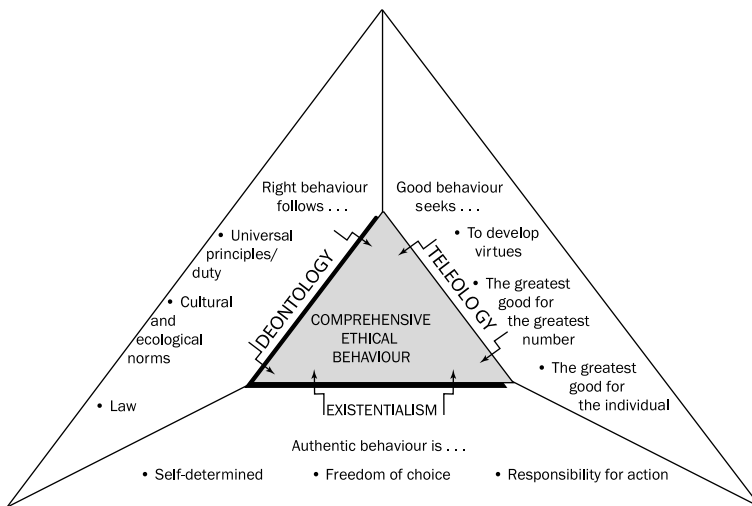 Right behaviour
follows . . .
• Universal
principles/
duty
• Cultural
and
ecological
norms
• Law
DEONTOLOGY
Good behaviour
seeks . . .
• To develop
virtues
• The greatest
good for
the greatest
number
• The greatest
good for
the individual
TELEOLOGY
COMPREHENSIVE
ETHICAL
BEHAVIOUR
EXISTENTIALISM
Authentic behaviour is . . .
• Self-determined • Freedom of choice • Responsibility for action